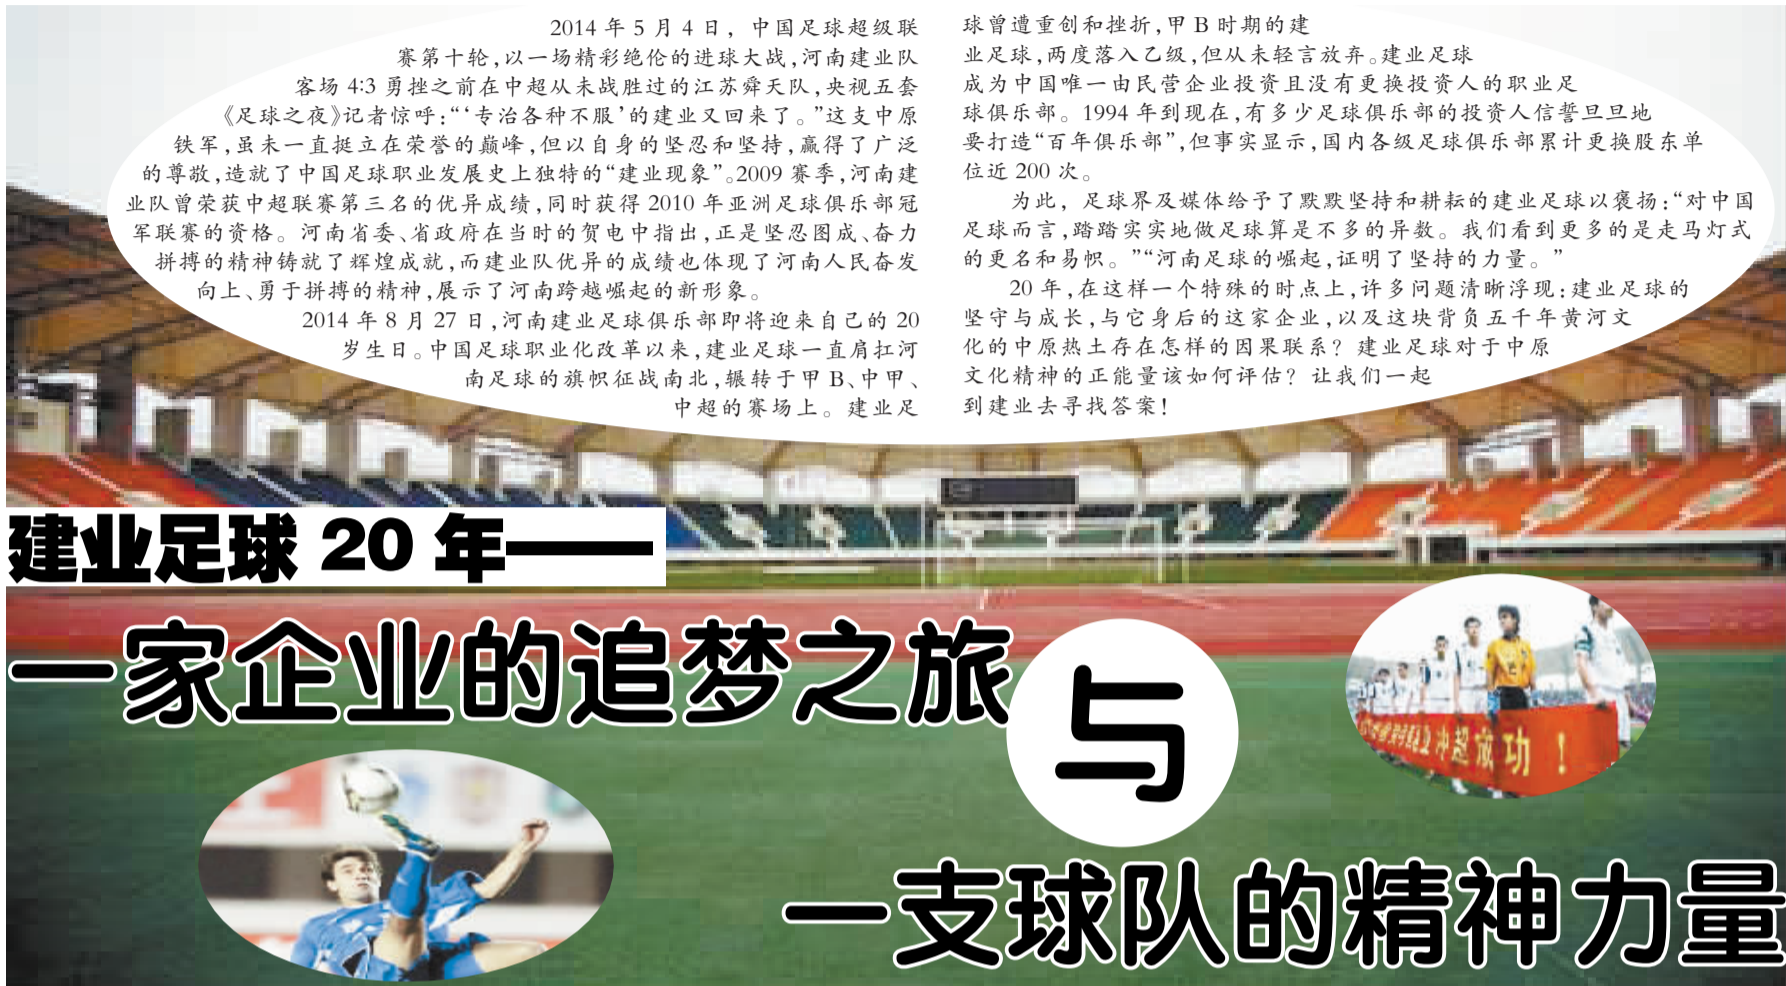 2014 年 5 月 4 日，中国足球超级联
赛第十轮，以一场精彩绝伦的进球大战，河南建业队
客场 4:3 勇挫之前在中超从未战胜过的江苏舜天队，央视五套
《足球之夜》记者惊呼：“‘专治各种不服’的建业又回来了。”这支中原
铁军，虽未一直挺立在荣誉的巅峰，但以自身的坚忍和坚持，赢得了广泛
的尊敬，造就了中国足球职业发展史上独特的“建业现象”。2009 赛季，河南建
业队曾荣获中超联赛第三名的优异成绩，同时获得 2010 年亚洲足球俱乐部冠
军联赛的资格。河南省委、省政府在当时的贺电中指出，正是坚忍图成、奋力
拼搏的精神铸就了辉煌成就，而建业队优异的成绩也体现了河南人民奋发
向上、勇于拼搏的精神，展示了河南跨越崛起的新形象。
2014 年 8 月 27 日，河南建业足球俱乐部即将迎来自己的 20
岁生日。中国足球职业化改革以来，建业足球一直肩扛河
南足球的旗帜征战南北，辗转于甲 B、中甲、
中超的赛场上。建业足
球曾遭重创和挫折，甲 B 时期的建
业足球，两度落入乙级，但从未轻言放弃。建业足球
成为中国唯一由民营企业投资且没有更换投资人的职业足
球俱乐部。1994 年到现在，有多少足球俱乐部的投资人信誓旦旦地
要打造“百年俱乐部”，但事实显示，国内各级足球俱乐部累计更换股东单
位近 200 次。
为此，足球界及媒体给予了默默坚持和耕耘的建业足球以褒扬：“对中国
足球而言，踏踏实实地做足球算是不多的异数。我们看到更多的是走马灯式
的更名和易帜。”“河南足球的崛起，证明了坚持的力量。”
20 年，在这样一个特殊的时点上，许多问题清晰浮现：建业足球的
坚守与成长，与它身后的这家企业，以及这块背负五千年黄河文
化的中原热土存在怎样的因果联系？建业足球对于中原
文化精神的正能量该如何评估？让我们一起
到建业去寻找答案！
建业足球 20 年——
一家企业的追梦之旅
与
一支球队的精神力量
业冲超成功！